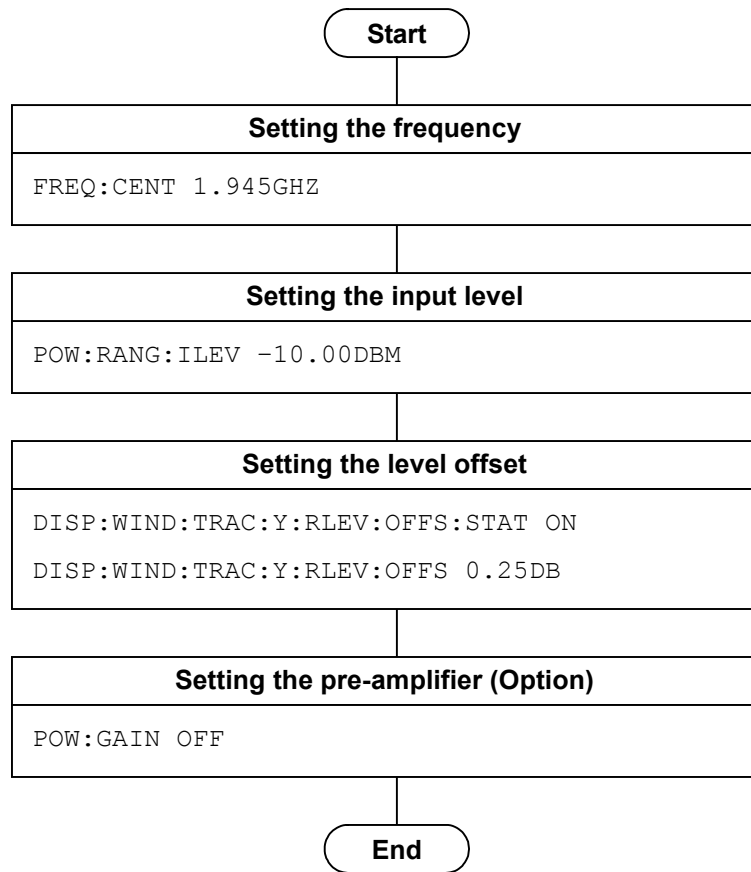 Start
Setting the frequency
FREQ:CENT 1.945GHZ
Setting the input level
POW:RANG:ILEV −10.00DBM
Setting the level offset
DISP:WIND:TRAC:Y:RLEV:OFFS:STAT ON
DISP:WIND:TRAC:Y:RLEV:OFFS 0.25DB
Setting the pre-amplifier (Option)
POW:GAIN OFF
End